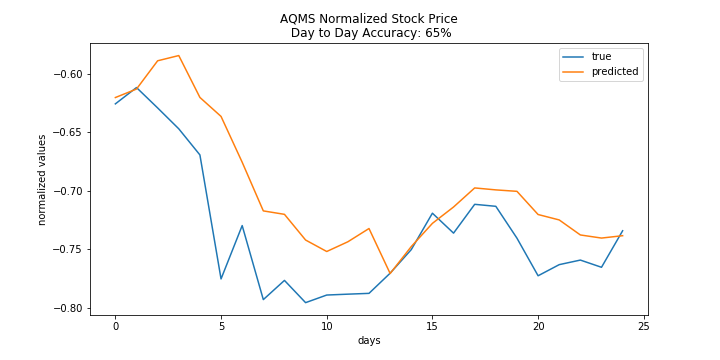 AQMS Normalized Stock Price
Day to Day Accuracy: 65%
true
predicted
normalized values
−0.60
−0.65
−0.70
−0.75
−0.80
0 5 10 15 20 25
days